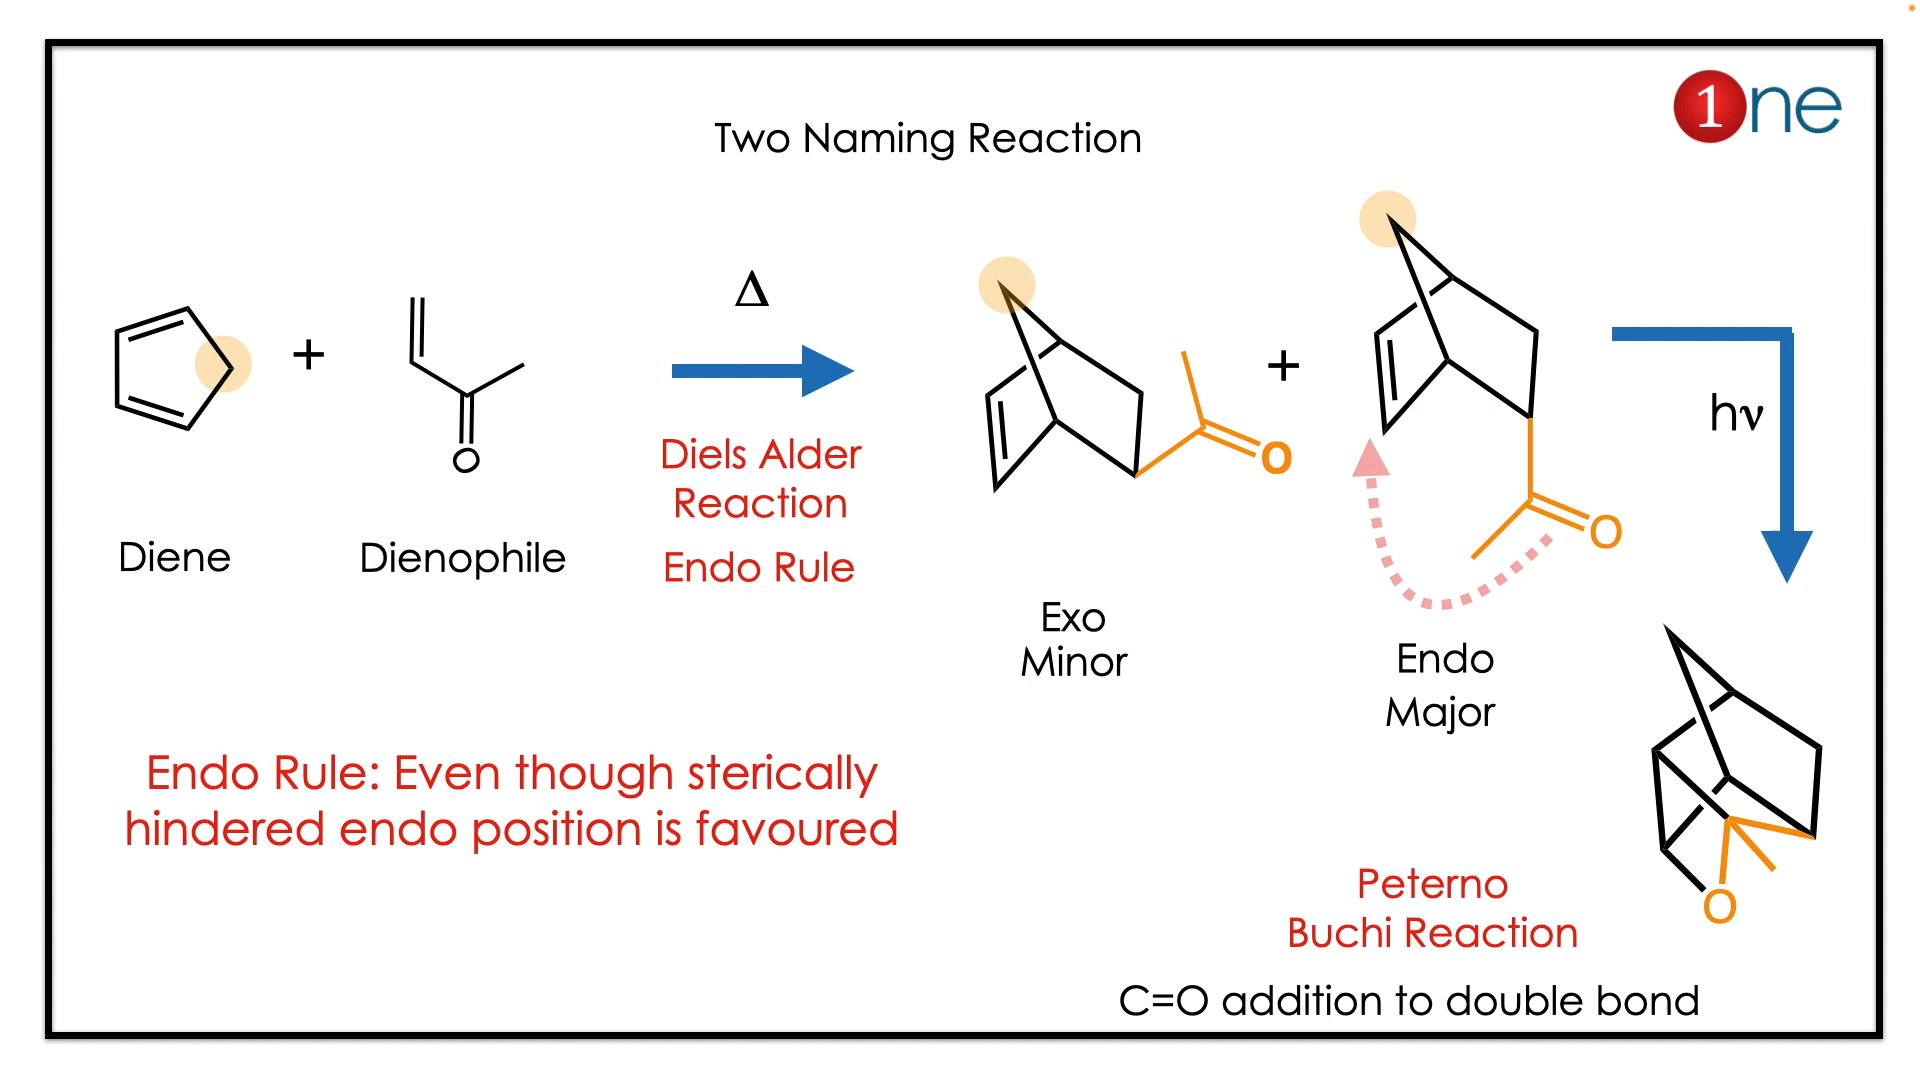 1ne
Two Naming Reaction
Δ
+
+
hν
O
O
O
Diels Alder
Reaction
Endo Rule
Diene
Dienophile
Exo
Minor
Endo
Major
Endo Rule: Even though sterically
hindered endo position is favoured
O
Peterno
Buchi Reaction
C=O addition to double bond